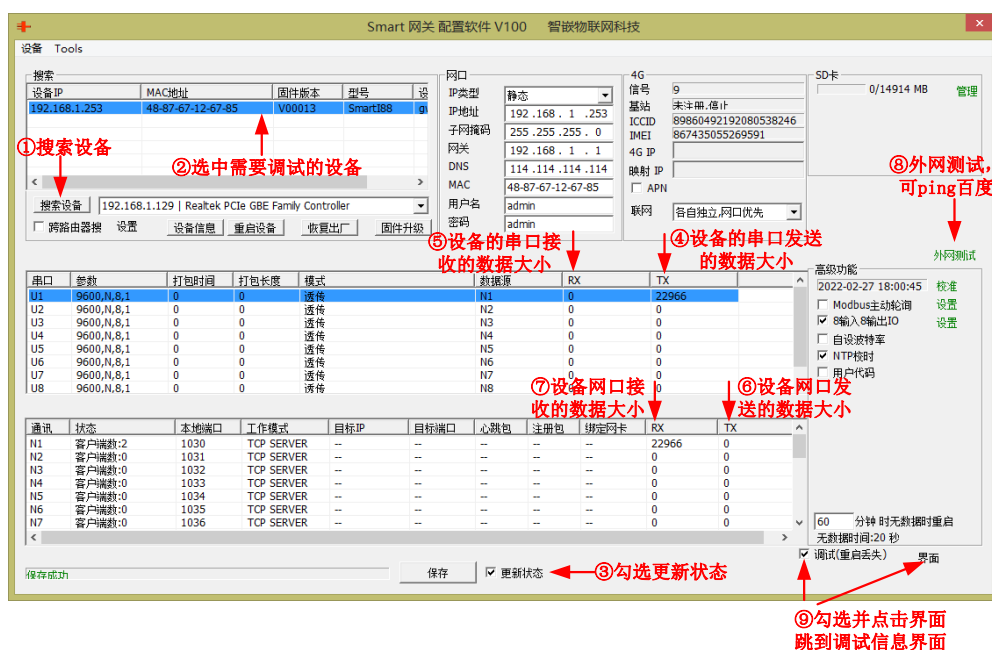 Smart 网关 配置软件 V100 智嵌物联网科技
设备 Tools
搜索
设备IP MAC地址 固件版本 型号 设
192.168.1.253 48-87-67-12-67-85 V00013 SmartI88
①搜索设备
②选中需要调试的设备
搜索设备 192.168.1.129 | Realtek PCIe GBE Family Controller
跨路由器搜 设置 设备信息 重启设备 恢复出厂 固件升级
网口
IP类型 静态
IP地址 192.168. 1 .253
子网掩码 255.255.255. 0
网关 192.168. 1 . 1
DNS 114.114.114.114
MAC 48-87-67-12-67-85
用户名 admin
密码 admin
4G
信号 9
基站 未注册,停止
ICCID 89860492192080538246
IMEI 867435055269591
4G IP
映射 IP
APN
联网 各自独立,网口优先
SD卡
0/14914 MB 管理
⑧外网测试,
可ping百度
外网测试
⑤设备的串口接
收的数据大小
④设备的串口发送
的数据大小
串口 参数 打包时间 打包长度 模式 数据源 RX TX
U1 9600,N,8,1 0 0 透传 N1 0 22966
U2 9600,N,8,1 0 0 透传 N2 0 0
U3 9600,N,8,1 0 0 透传 N3 0 0
U4 9600,N,8,1 0 0 透传 N4 0 0
U5 9600,N,8,1 0 0 透传 N5 0 0
U6 9600,N,8,1 0 0 透传 N6 0 0
U7 9600,N,8,1 0 0 透传 N7 0 0
U8 9600,N,8,1 0 0 透传 N8 0 0
高级功能
2022-02-27 18:00:45 校准
Modbus主动轮询 设置
8输入8输出IO 设置
自设波特率
NTP校时
用户代码
⑦设备网口接
收的数据大小
⑥设备网口发
送的数据大小
通讯 状态 本地端口 工作模式 目标IP 目标端口 心跳包 注册包 绑定网卡 RX TX
N1 客户端数:2 1030 TCP SERVER -- -- -- -- -- 22966 0
N2 客户端数:0 1031 TCP SERVER -- -- -- -- -- 0 0
N3 客户端数:0 1032 TCP SERVER -- -- -- -- -- 0 0
N4 客户端数:0 1033 TCP SERVER -- -- -- -- -- 0 0
N5 客户端数:0 1034 TCP SERVER -- -- -- -- -- 0 0
N6 客户端数:0 1035 TCP SERVER -- -- -- -- -- 0 0
N7 客户端数:0 1036 TCP SERVER -- -- -- -- -- 0 0
60 分钟 时无数据时重启
无数据时间:20 秒
调试(重启丢失) 界面
保存成功 保存 更新状态
③勾选更新状态
⑨勾选并点击界面
跳到调试信息界面